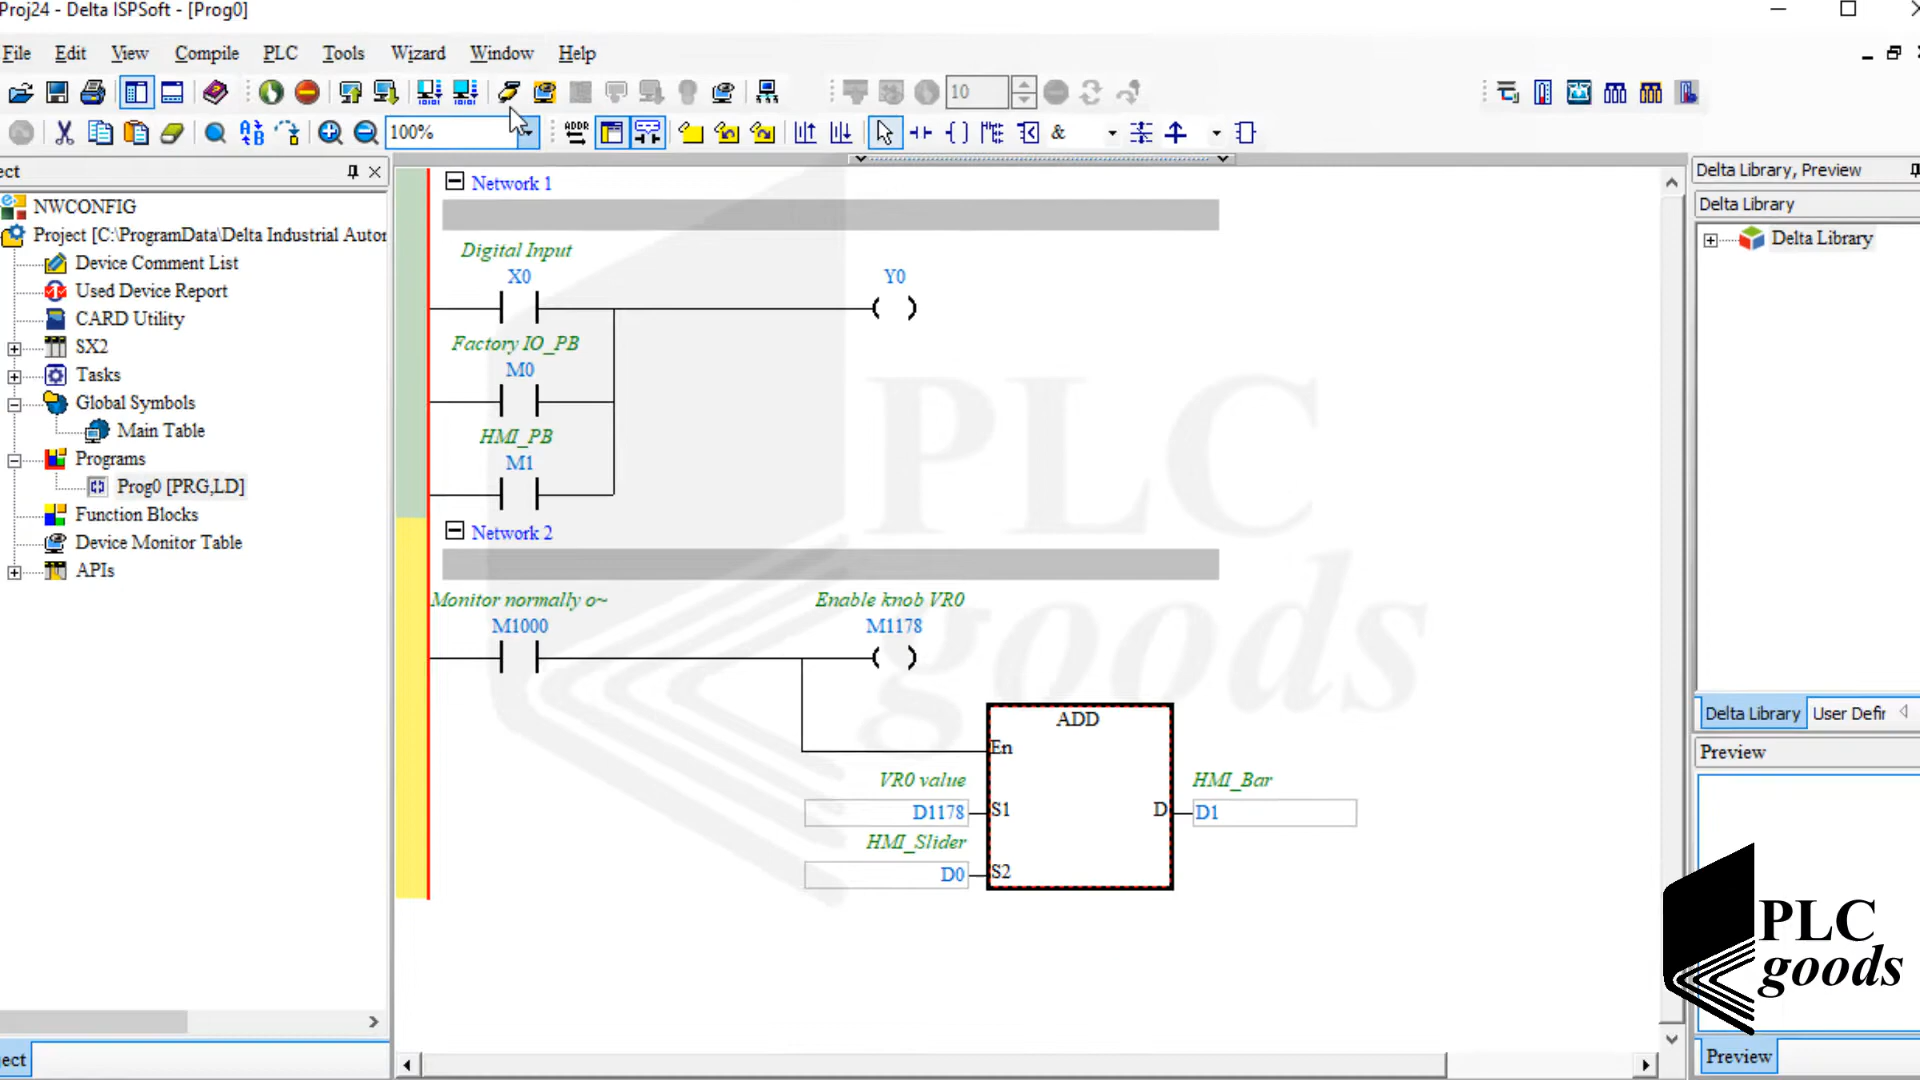 Proj24 - Delta ISPSoft - [Prog0]
File Edit View Compile PLC Tools Wizard Window Help
10
100%
ADDR
&
ect
NWCONFIG
Project [C:\ProgramData\Delta Industrial Autor
Device Comment List
Used Device Report
CARD Utility
SX2
Tasks
Global Symbols
Main Table
Programs
Prog0 [PRG,LD]
Function Blocks
Device Monitor Table
APIs
ject
Network 1
Digital Input
X0
Y0
Factory IO_PB
M0
HMI_PB
M1
Network 2
Monitor normally o~
M1000
Enable knob VR0
M1178
ADD
En
VR0 value
D1178
S1
HMI_Slider
D0
S2
D
HMI_Bar
D1
PLC
goods
Delta Library, Preview
Delta Library
Delta Library
Delta Library
User Defir
Preview
PLC
goods
Preview